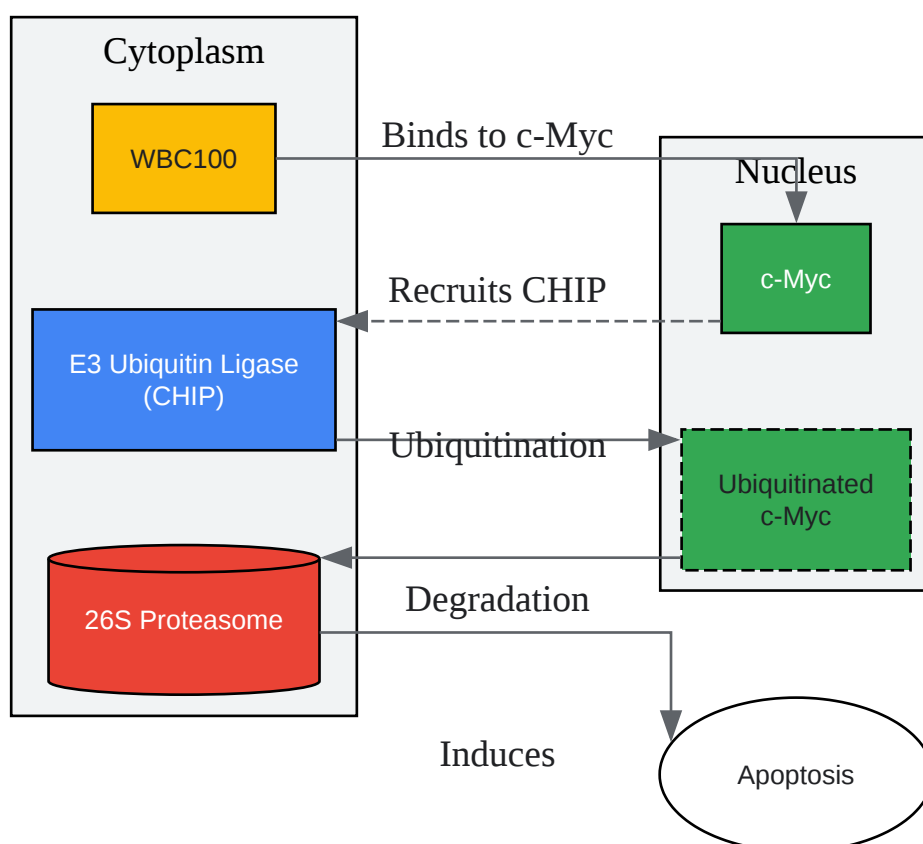 Cytoplasm
WBC100
Binds to c-Myc
Nucleus
c-Myc
Recruits CHIP
E3 Ubiquitin Ligase
(CHIP)
Ubiquitination
Ubiquitinated
c-Myc
26S Proteasome
Degradation
Induces
Apoptosis